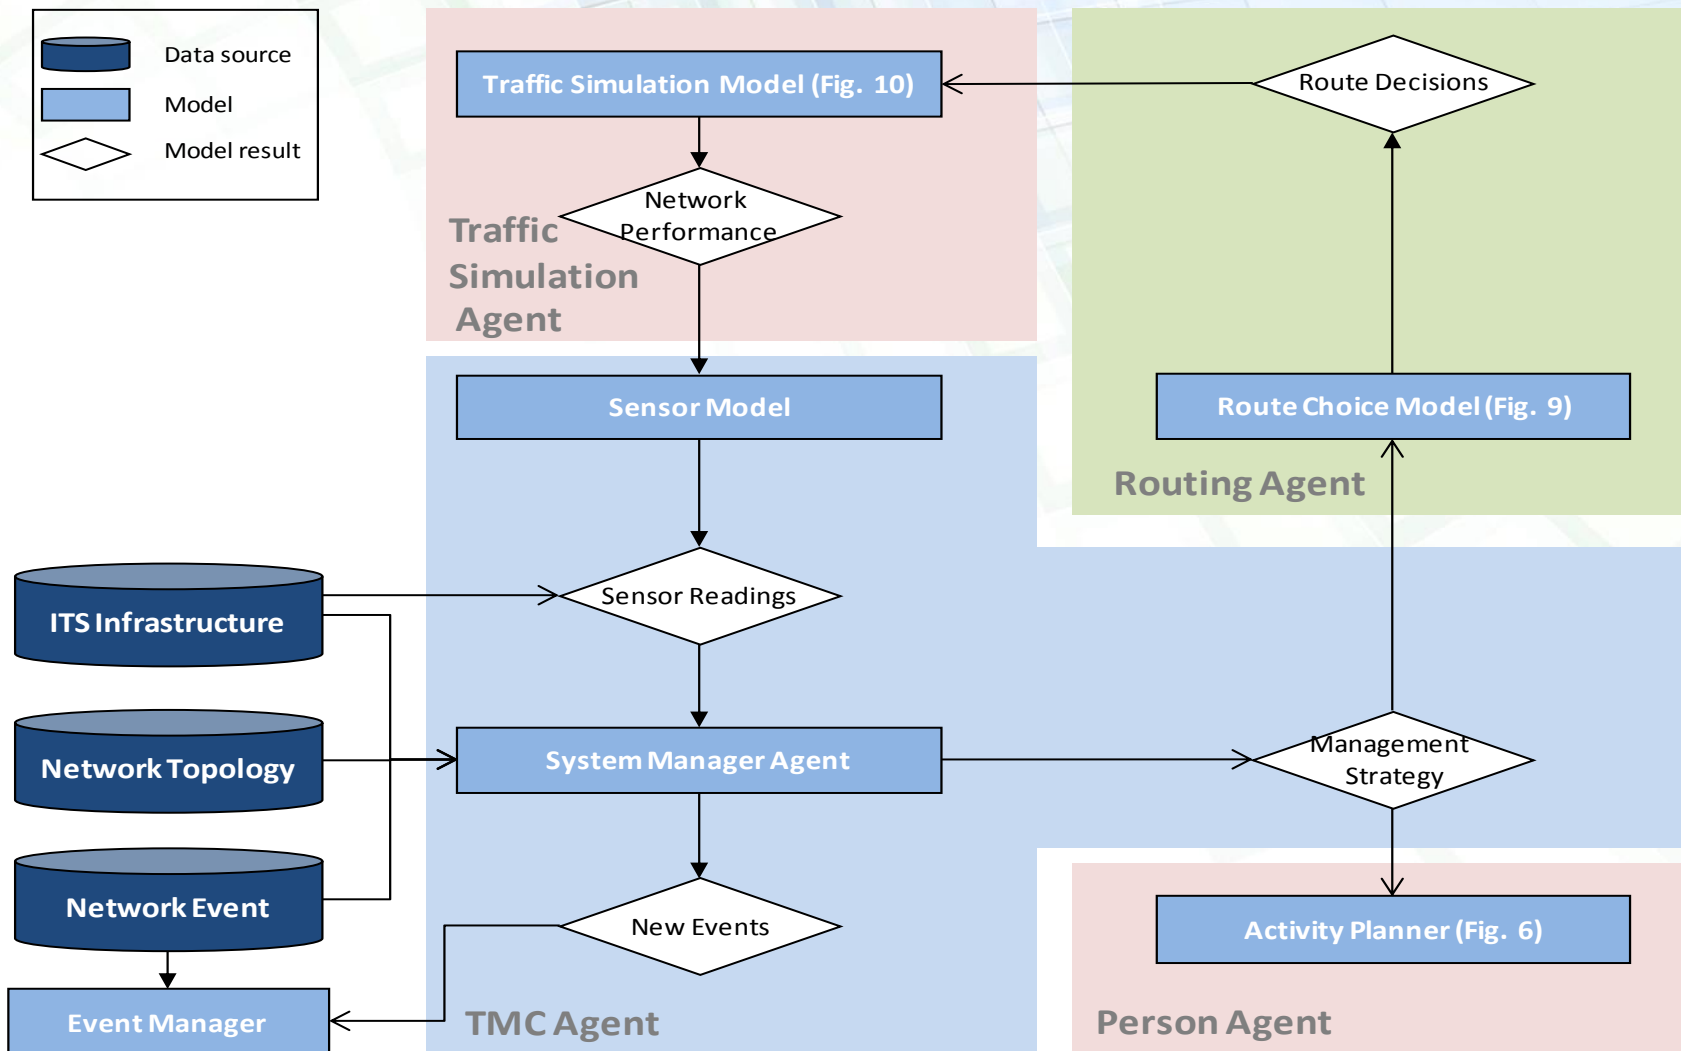 Data source
Model
Model result
Traffic Simulation Model (Fig. 10)
Route Decisions
Network
Performance
Traffic
Simulation
Agent
Sensor Model
Route Choice Model (Fig. 9)
Routing Agent
Sensor Readings
ITS Infrastructure
Network Topology
System Manager Agent
Management
Strategy
Network Event
New Events
Activity Planner (Fig. 6)
Event Manager
TMC Agent
Person Agent